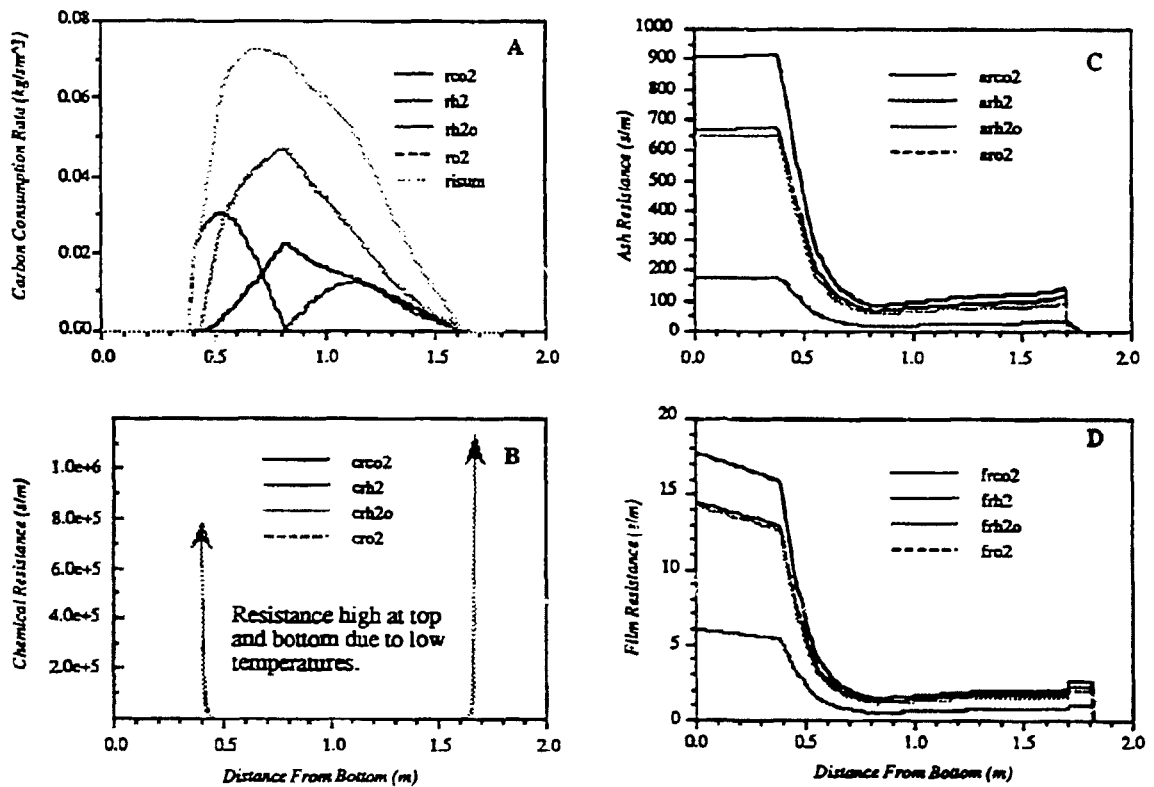 A
Carbon Consumption Rate (kg/sm^3)
0.08
0.06
0.04
0.02
0.00
rco2
rh2
rh2o
ro2
risum
0.0 0.5 1.0 1.5 2.0
C
Ash Resistance (s/m)
1000
900
800
700
600
500
400
300
200
100
0
arco2
arh2
arh2o
aro2
0.0 0.5 1.0 1.5 2.0
B
Chemical Resistance (s/m)
1.0e+6
8.0e+5
6.0e+5
4.0e+5
2.0e+5
crco2
crh2
crh2o
cro2
Resistance high at top
and bottom due to low
temperatures.
0.0 0.5 1.0 1.5 2.0
Distance From Bottom (m)
D
Film Resistance (s/m)
20
15
10
5
0
frco2
frh2
frh2o
fro2
0.0 0.5 1.0 1.5 2.0
Distance From Bottom (m)